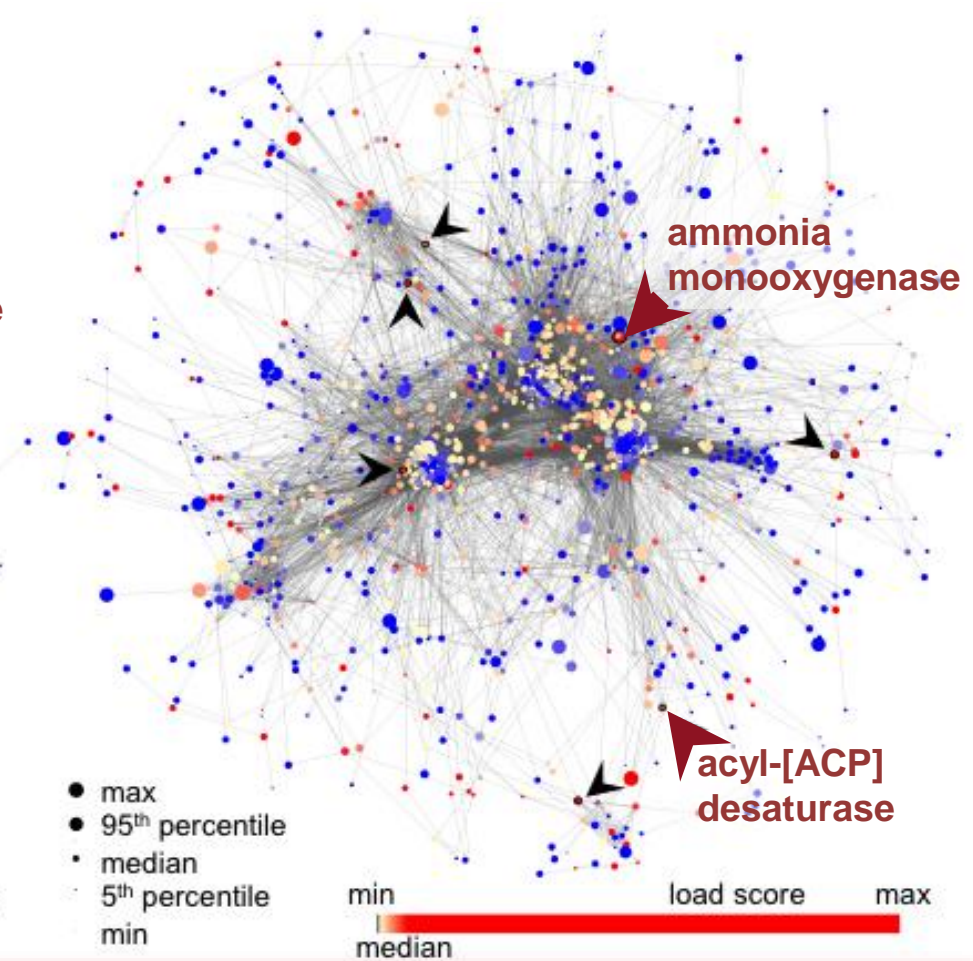 ammonia
monooxygenase
e
acyl-[ACP]
desaturase
max
95th percentile
median
5th percentile
min
min load score max
median